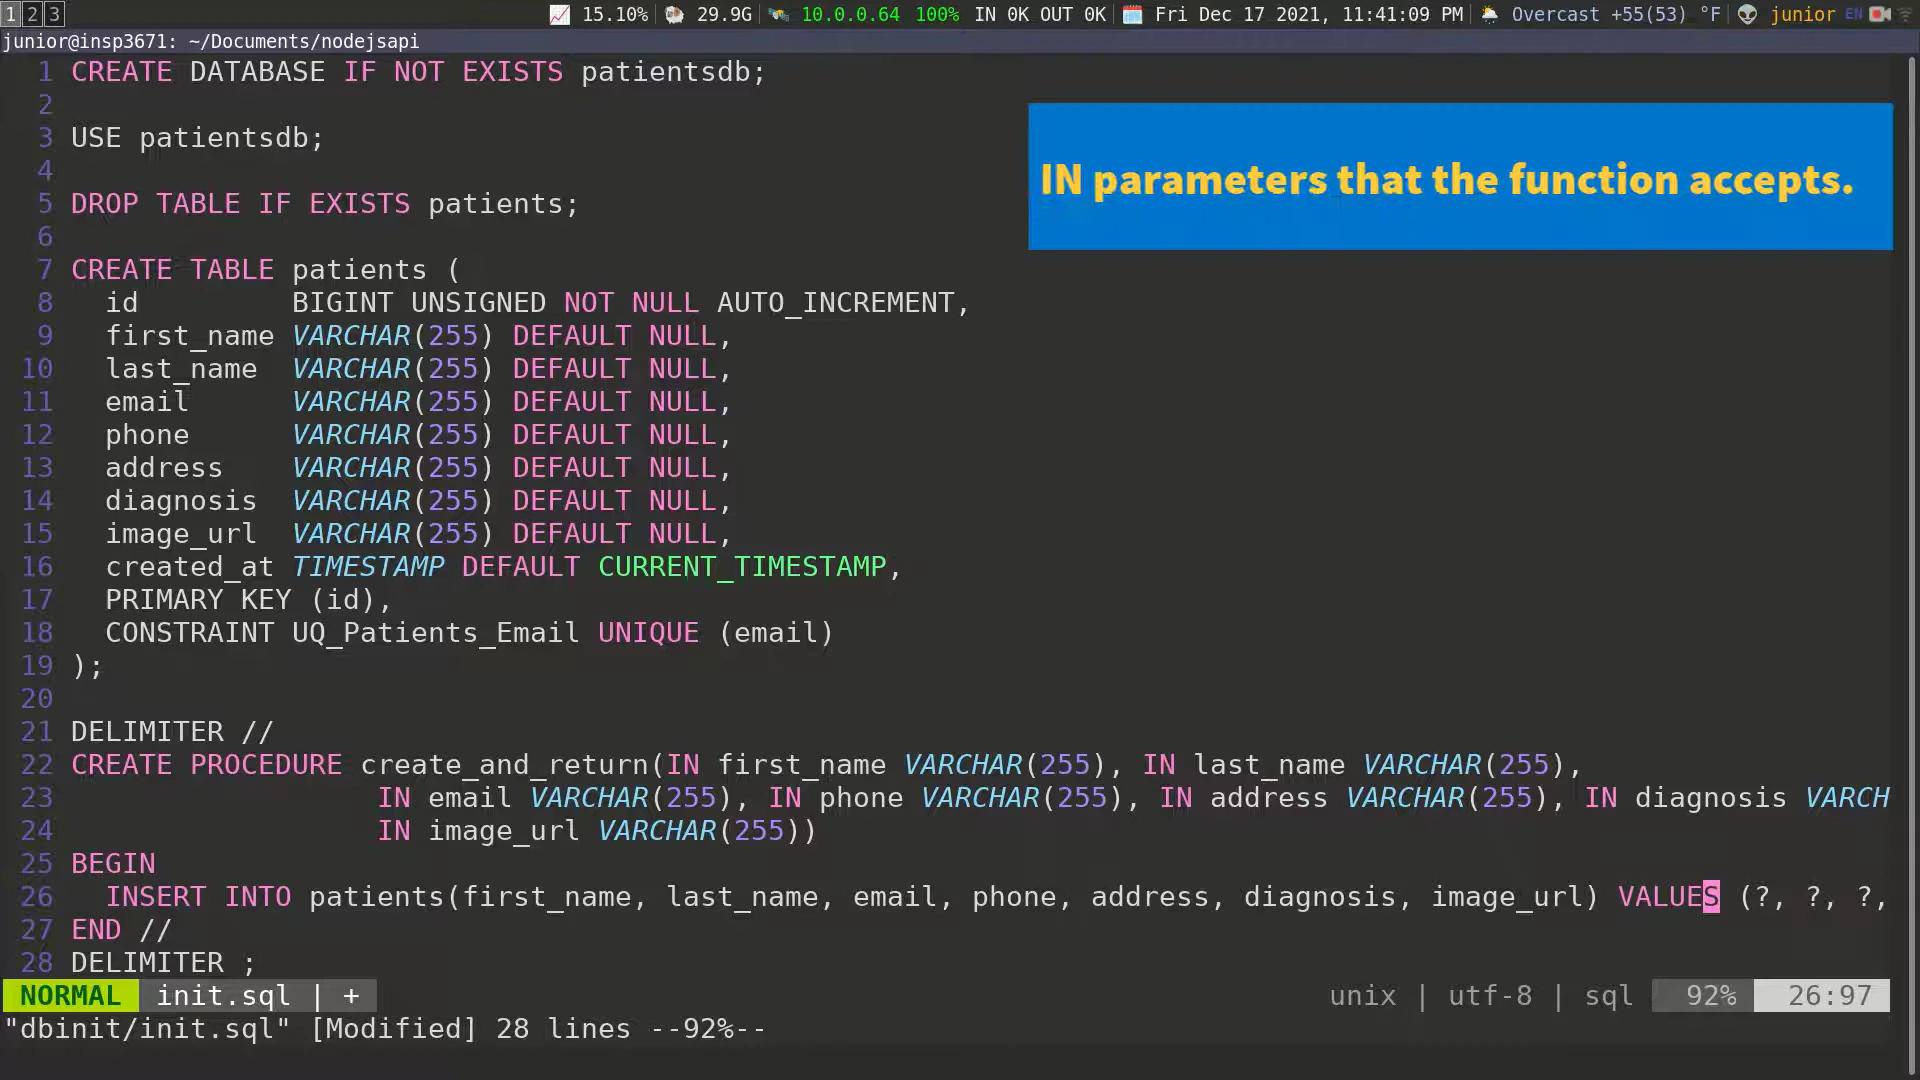 1 2 3 15.10% 29.9G 10.0.0.64 100% IN 0K OUT 0K Fri Dec 17 2021, 11:41:09 PM Overcast +55(53) °F junior EN
junior@insp3671: ~/Documents/nodejsapi
1 CREATE DATABASE IF NOT EXISTS patientsdb;
2
3 USE patientsdb;
4
5 DROP TABLE IF EXISTS patients;
6
IN parameters that the function accepts.
7 CREATE TABLE patients (
8 id BIGINT UNSIGNED NOT NULL AUTO_INCREMENT,
9 first_name VARCHAR(255) DEFAULT NULL,
10 last_name VARCHAR(255) DEFAULT NULL,
11 email VARCHAR(255) DEFAULT NULL,
12 phone VARCHAR(255) DEFAULT NULL,
13 address VARCHAR(255) DEFAULT NULL,
14 diagnosis VARCHAR(255) DEFAULT NULL,
15 image_url VARCHAR(255) DEFAULT NULL,
16 created_at TIMESTAMP DEFAULT CURRENT_TIMESTAMP,
17 PRIMARY KEY (id),
18 CONSTRAINT UQ_Patients_Email UNIQUE (email)
19 );
20
21 DELIMITER //
22 CREATE PROCEDURE create_and_return(IN first_name VARCHAR(255), IN last_name VARCHAR(255),
23 IN email VARCHAR(255), IN phone VARCHAR(255), IN address VARCHAR(255), IN diagnosis VARCH
24 IN image_url VARCHAR(255))
25 BEGIN
26 INSERT INTO patients(first_name, last_name, email, phone, address, diagnosis, image_url) VALUES (?, ?, ?,
27 END //
28 DELIMITER ;
NORMAL init.sql | + unix | utf-8 | sql 92% 26:97
"dbinit/init.sql" [Modified] 28 lines --92%--